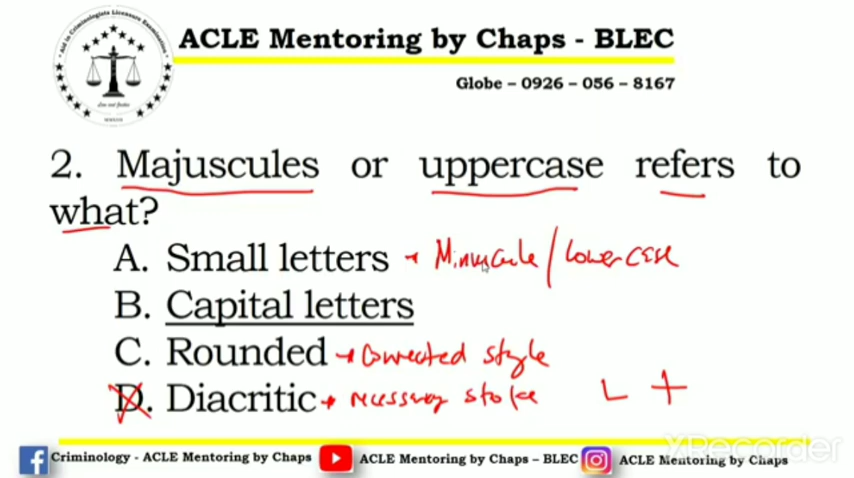 ACLE Mentoring by Chaps - BLEC
Globe – 0926 – 056 – 8167
2. Majuscules or uppercase refers to
what?
A. Small letters Minuscule / Lower case
B. Capital letters
C. Rounded Connected style
D. Diacritic
Criminology - ACLE Mentoring by Chaps ACLE Mentoring by Chaps – BLEC ACLE Mentoring by Chaps
XRecorder